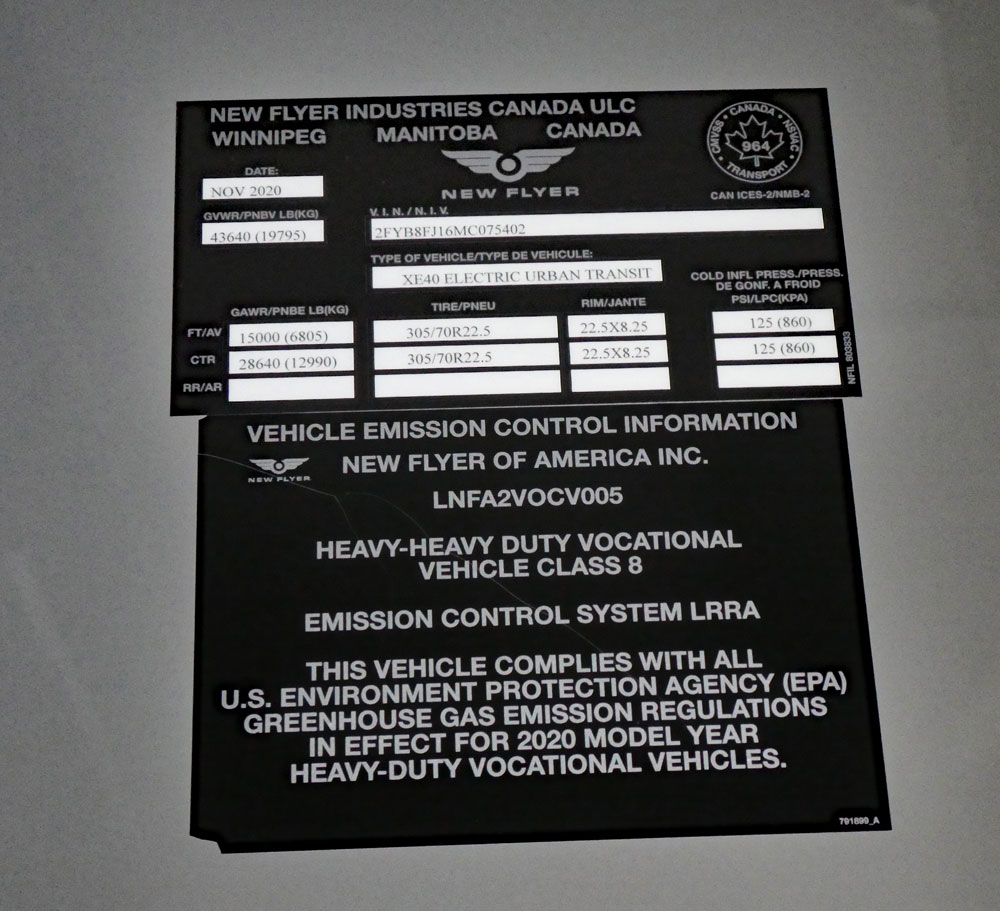 NEW FLYER INDUSTRIES CANADA ULC
WINNIPEG MANITOBA CANADA
CANADA
CMVSS NSVAC
964
TRANSPORT
CAN ICES-2/NMB-2
NEW FLYER
DATE:
NOV 2020
GVWR/PNBV LB(KG)
43640 (19795)
V.I.N./N.I.V.
2FYB8FJ16MC075402
TYPE OF VEHICLE/TYPE DE VEHICULE:
XE40 ELECTRIC URBAN TRANSIT
GAWR/PNBE LB(KG) TIRE/PNEU RIM/JANTE
COLD INFL PRESS./PRESS.
DE GONF. A FROID
PSI/LPC(KPA)
FT/AV 15000 (6805) 305/70R22.5 22.5X8.25 125 (860)
CTR 28640 (12990) 305/70R22.5 22.5X8.25 125 (860)
RR/AR
NFIL 803633
VEHICLE EMISSION CONTROL INFORMATION
NEW FLYER
NEW FLYER OF AMERICA INC.
LNFA2VOCV005
HEAVY-HEAVY DUTY VOCATIONAL
VEHICLE CLASS 8
EMISSION CONTROL SYSTEM LRRA
THIS VEHICLE COMPLIES WITH ALL
U.S. ENVIRONMENT PROTECTION AGENCY (EPA)
GREENHOUSE GAS EMISSION REGULATIONS
IN EFFECT FOR 2020 MODEL YEAR
HEAVY-DUTY VOCATIONAL VEHICLES.
791899_A